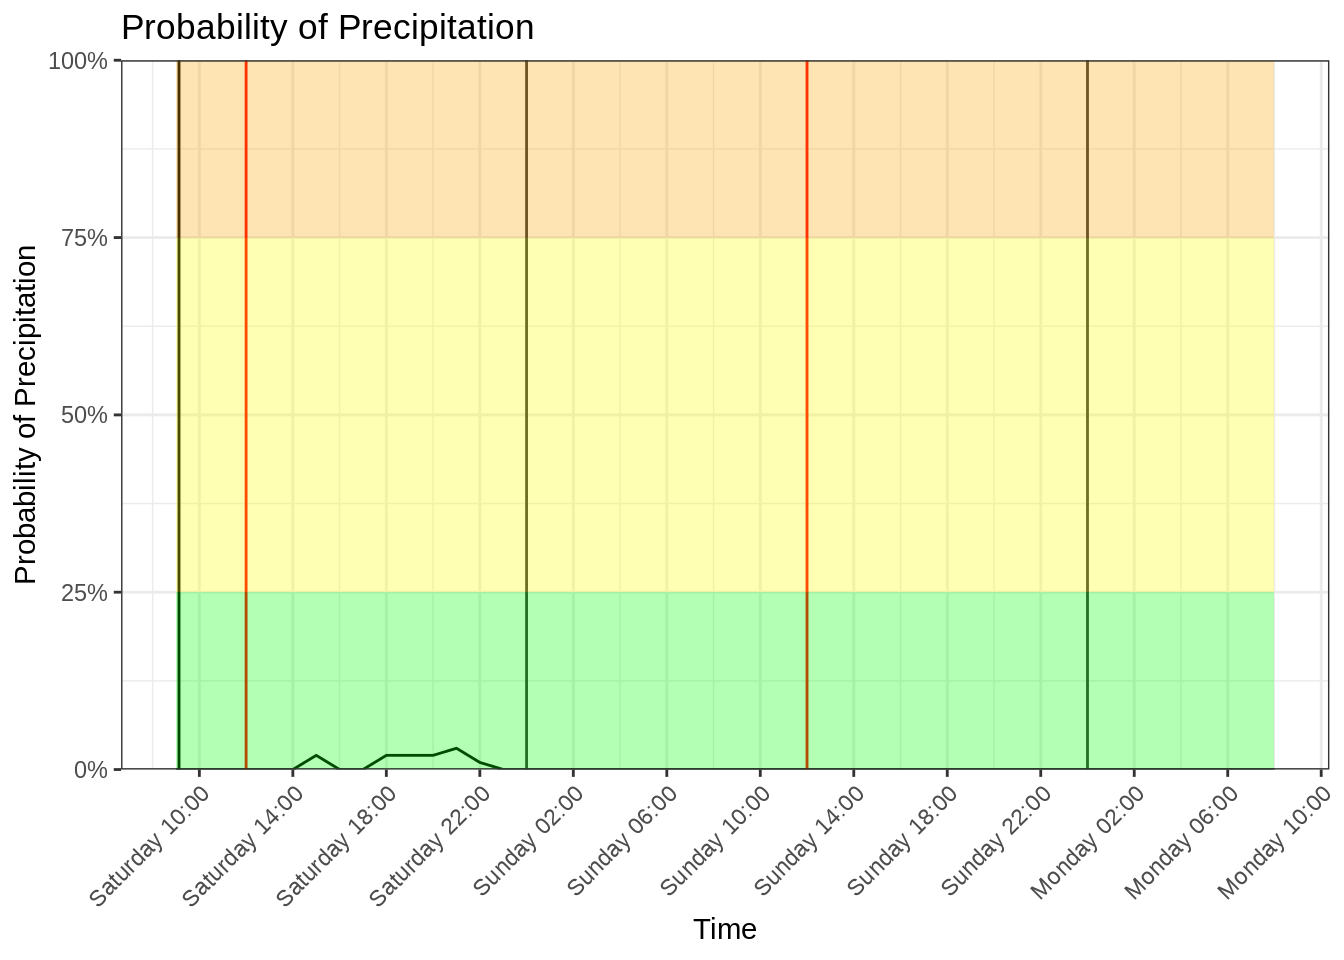 Probability of Precipitation
100%
75%
50%
25%
0%
Probability of Precipitation
Saturday 10:00
Saturday 14:00
Saturday 18:00
Saturday 22:00
Sunday 02:00
Sunday 06:00
Sunday 10:00
Sunday 14:00
Sunday 18:00
Sunday 22:00
Monday 02:00
Monday 06:00
Monday 10:00
Time